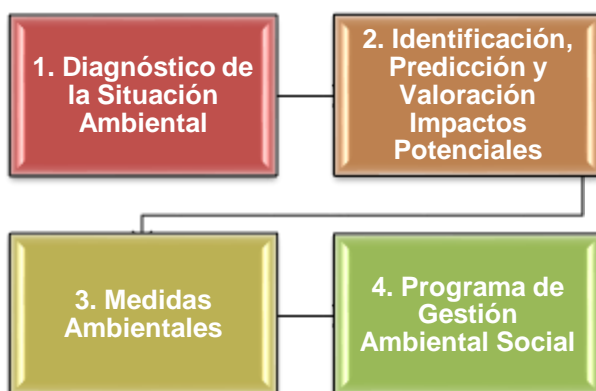 1. Diagnóstico de
la Situación
Ambiental
2. Identificación,
Predicción y
Valoración
Impactos
Potenciales
3. Medidas
Ambientales
4. Programa de
Gestión
Ambiental Social